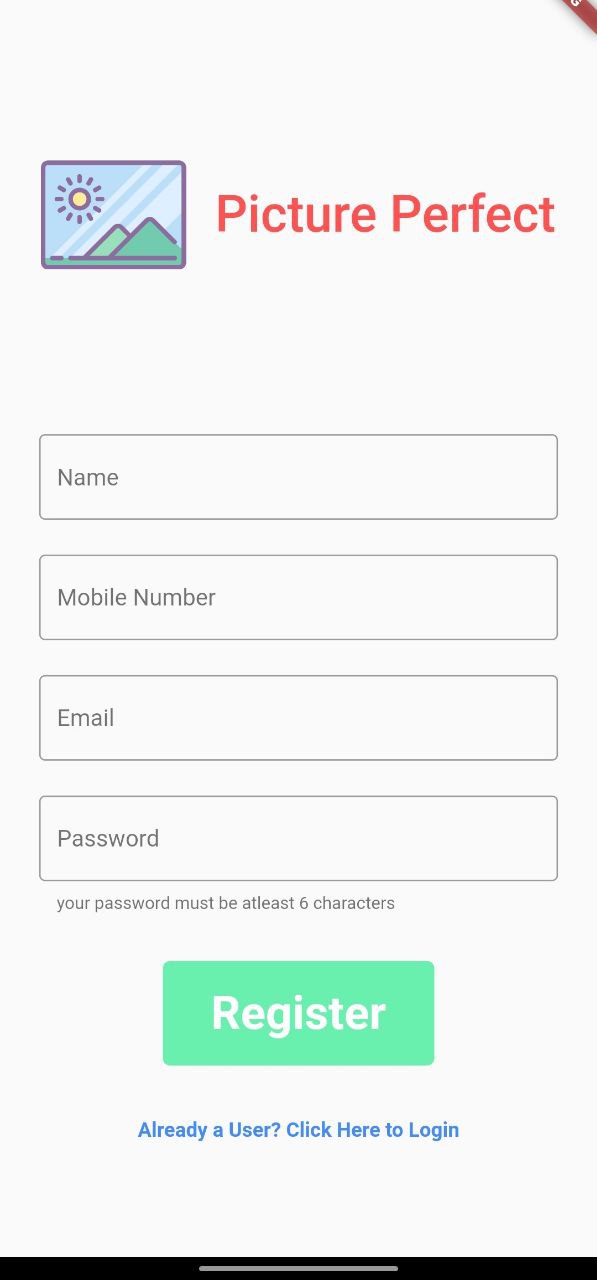 Picture Perfect
Name
Mobile Number
Email
Password
your password must be atleast 6 characters
Register
Already a User? Click Here to Login